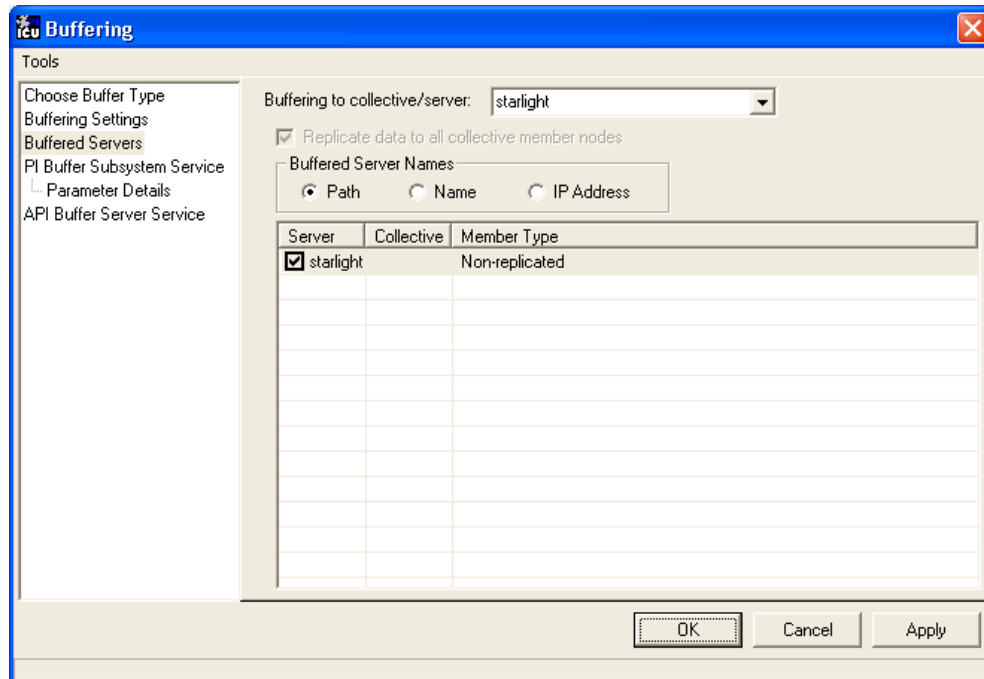 ICU Buffering
Tools
Choose Buffer Type
Buffering Settings
Buffered Servers
PI Buffer Subsystem Service
Parameter Details
API Buffer Server Service
Buffering to collective/server: starlight
Replicate data to all collective member nodes
Buffered Server Names
Path Name IP Address
Server Collective Member Type
starlight Non-replicated
OK Cancel Apply